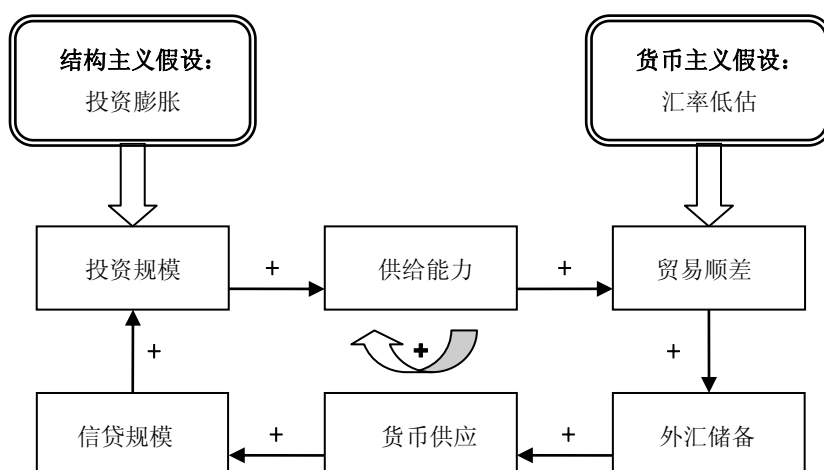 结构主义假设：
投资膨胀
货币主义假设：
汇率低估
投资规模
+
供给能力
+
贸易顺差
+
+
+
信贷规模
+
货币供应
+
外汇储备